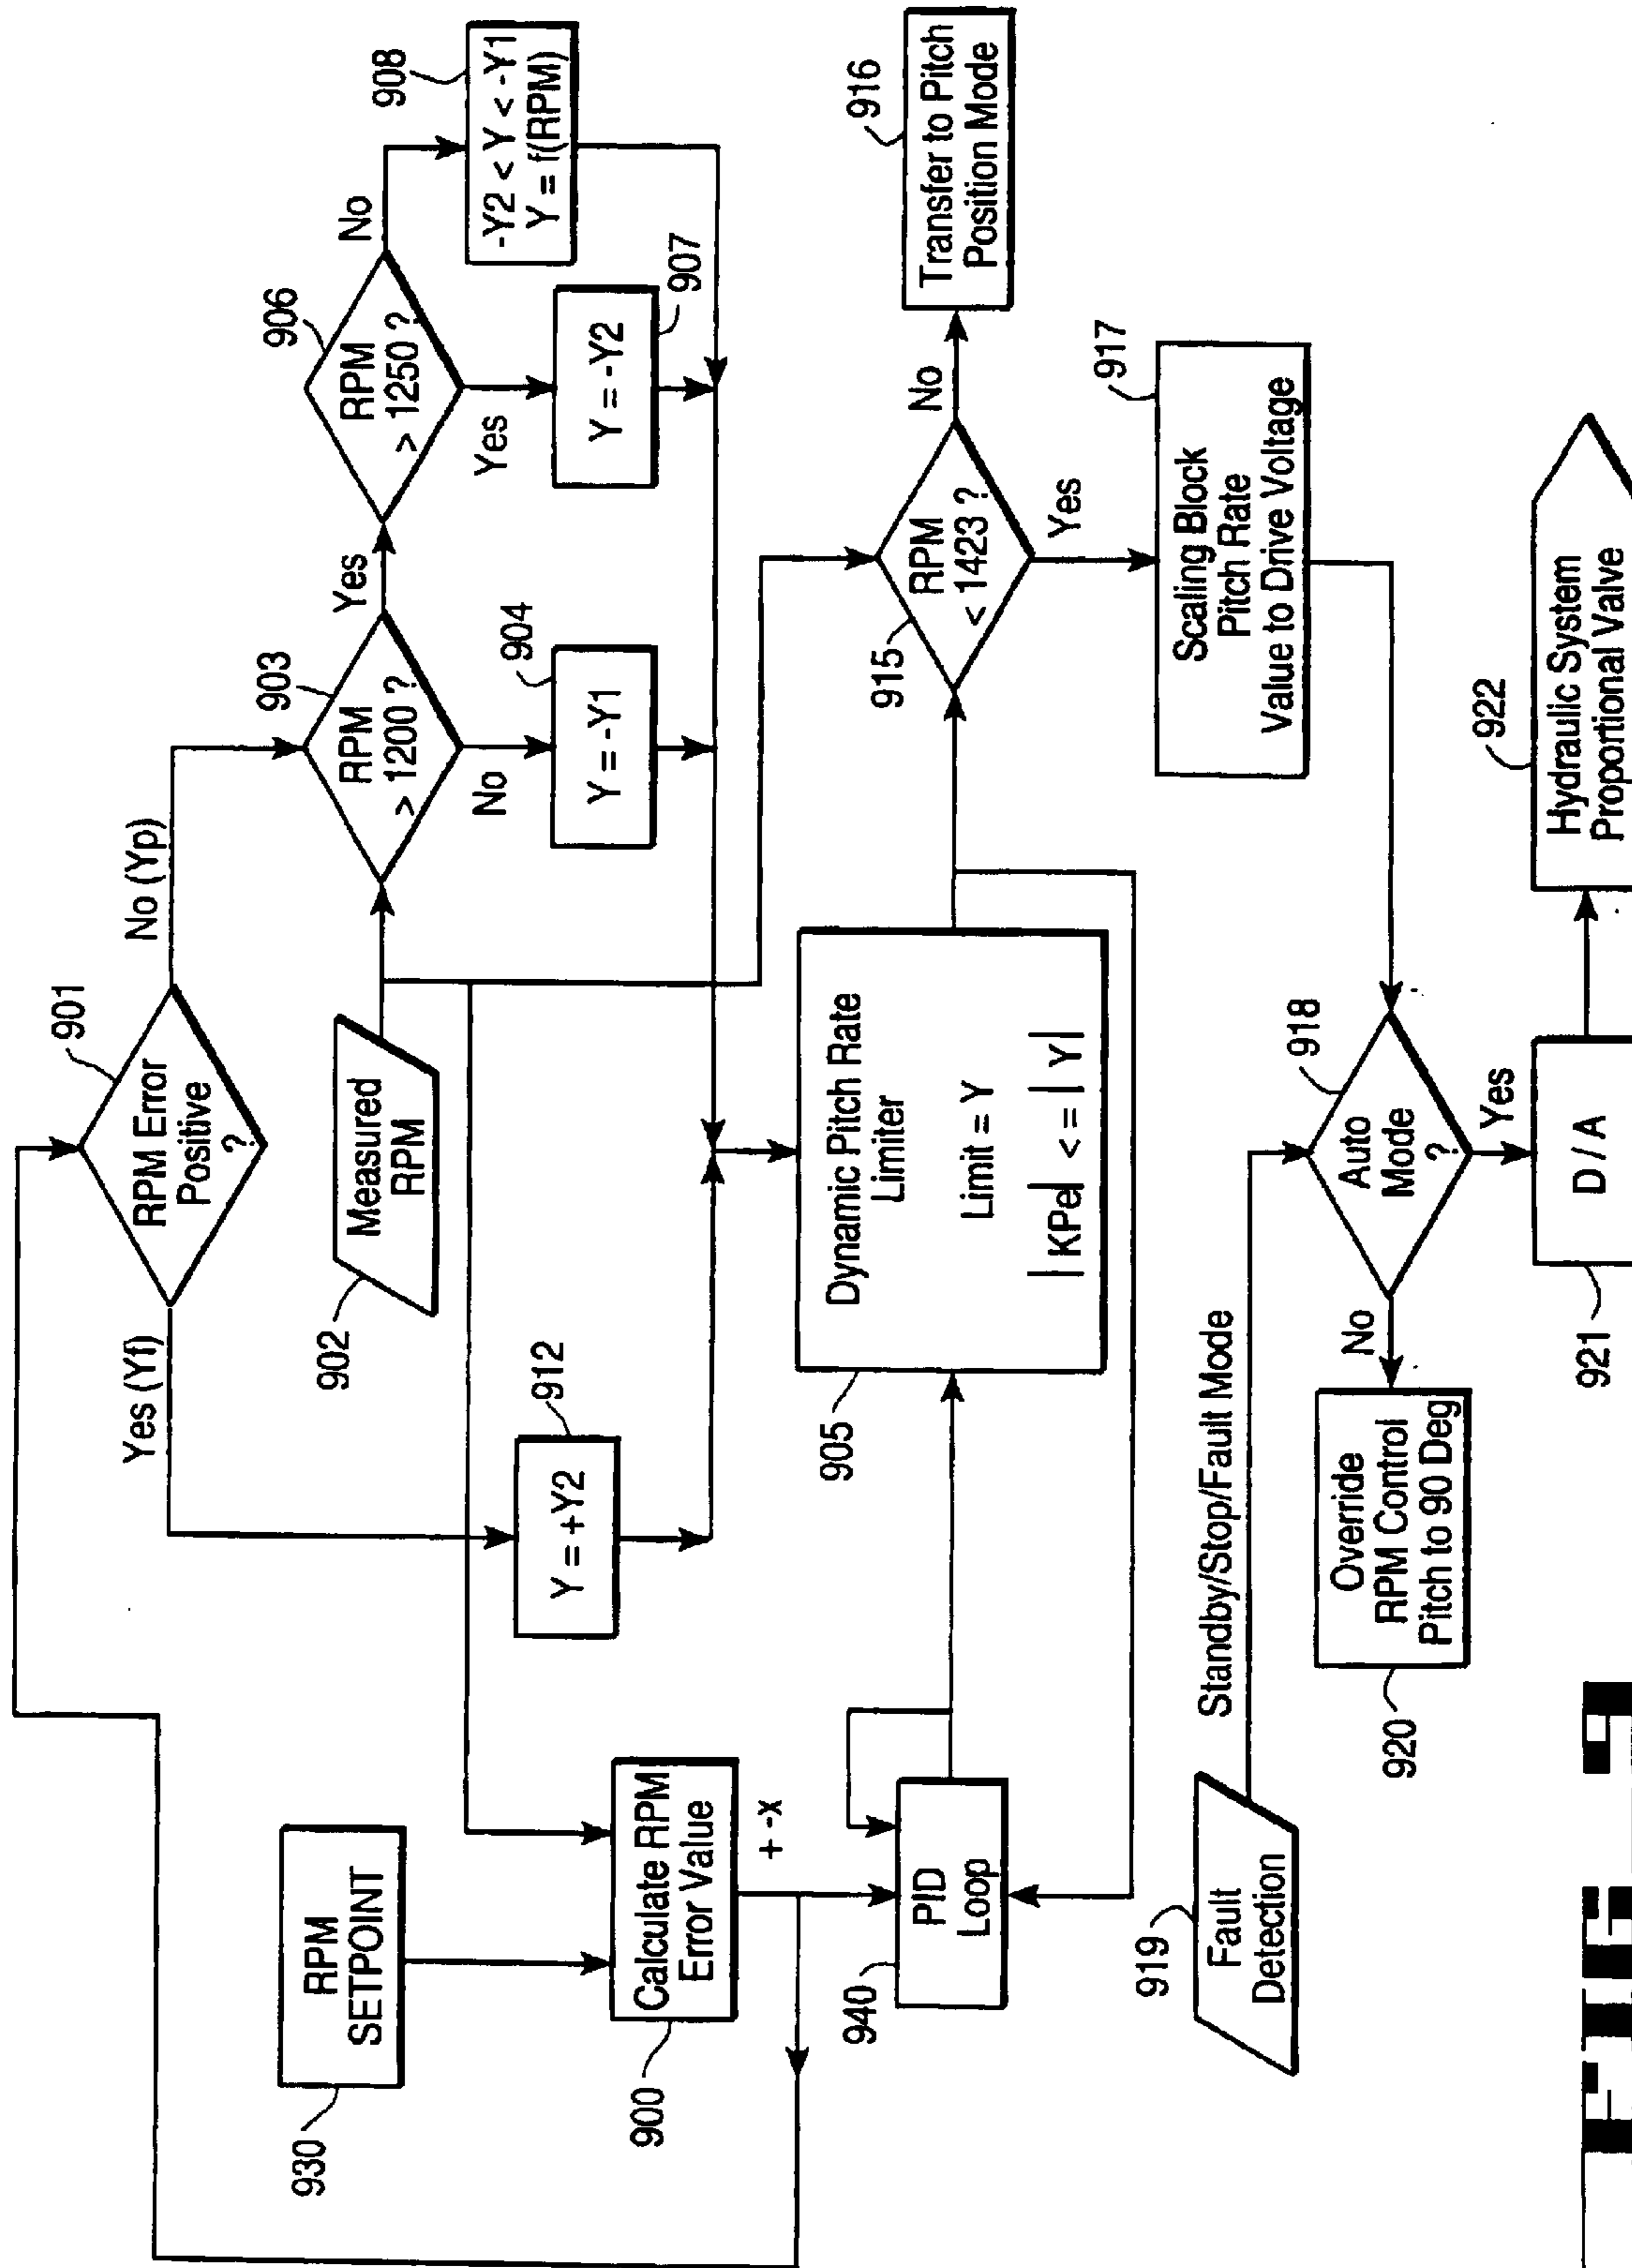 930
RPM
SETPOINT
900
Calculate RPM
Error Value
+ -x
901
RPM Error
Positive
?
Yes (Yf)
No (Yp)
902
Measured
RPM
903
RPM
> 1200 ?
Yes
No
904
Y = -Y1
906
RPM
> 1250 ?
No
Yes
907
Y = -Y2
908
-Y2 < Y < -Y1
Y = f(RPM)
912
Y = +Y2
940
PID
Loop
905
Dynamic Pitch Rate
Limiter
Limit = Y
|KPe| <= |Y|
915
RPM
< 1423 ?
No
Yes
916
Transfer to Pitch
Position Mode
917
Scaling Block
Pitch Rate
Value to Drive Voltage
919
Fault
Detection
Standby/Stop/Fault Mode
918
Auto
Mode
?
No
Yes
920
Override
RPM Control
Pitch to 90 Deg
921
D / A
922
Hydraulic System
Proportional Valve